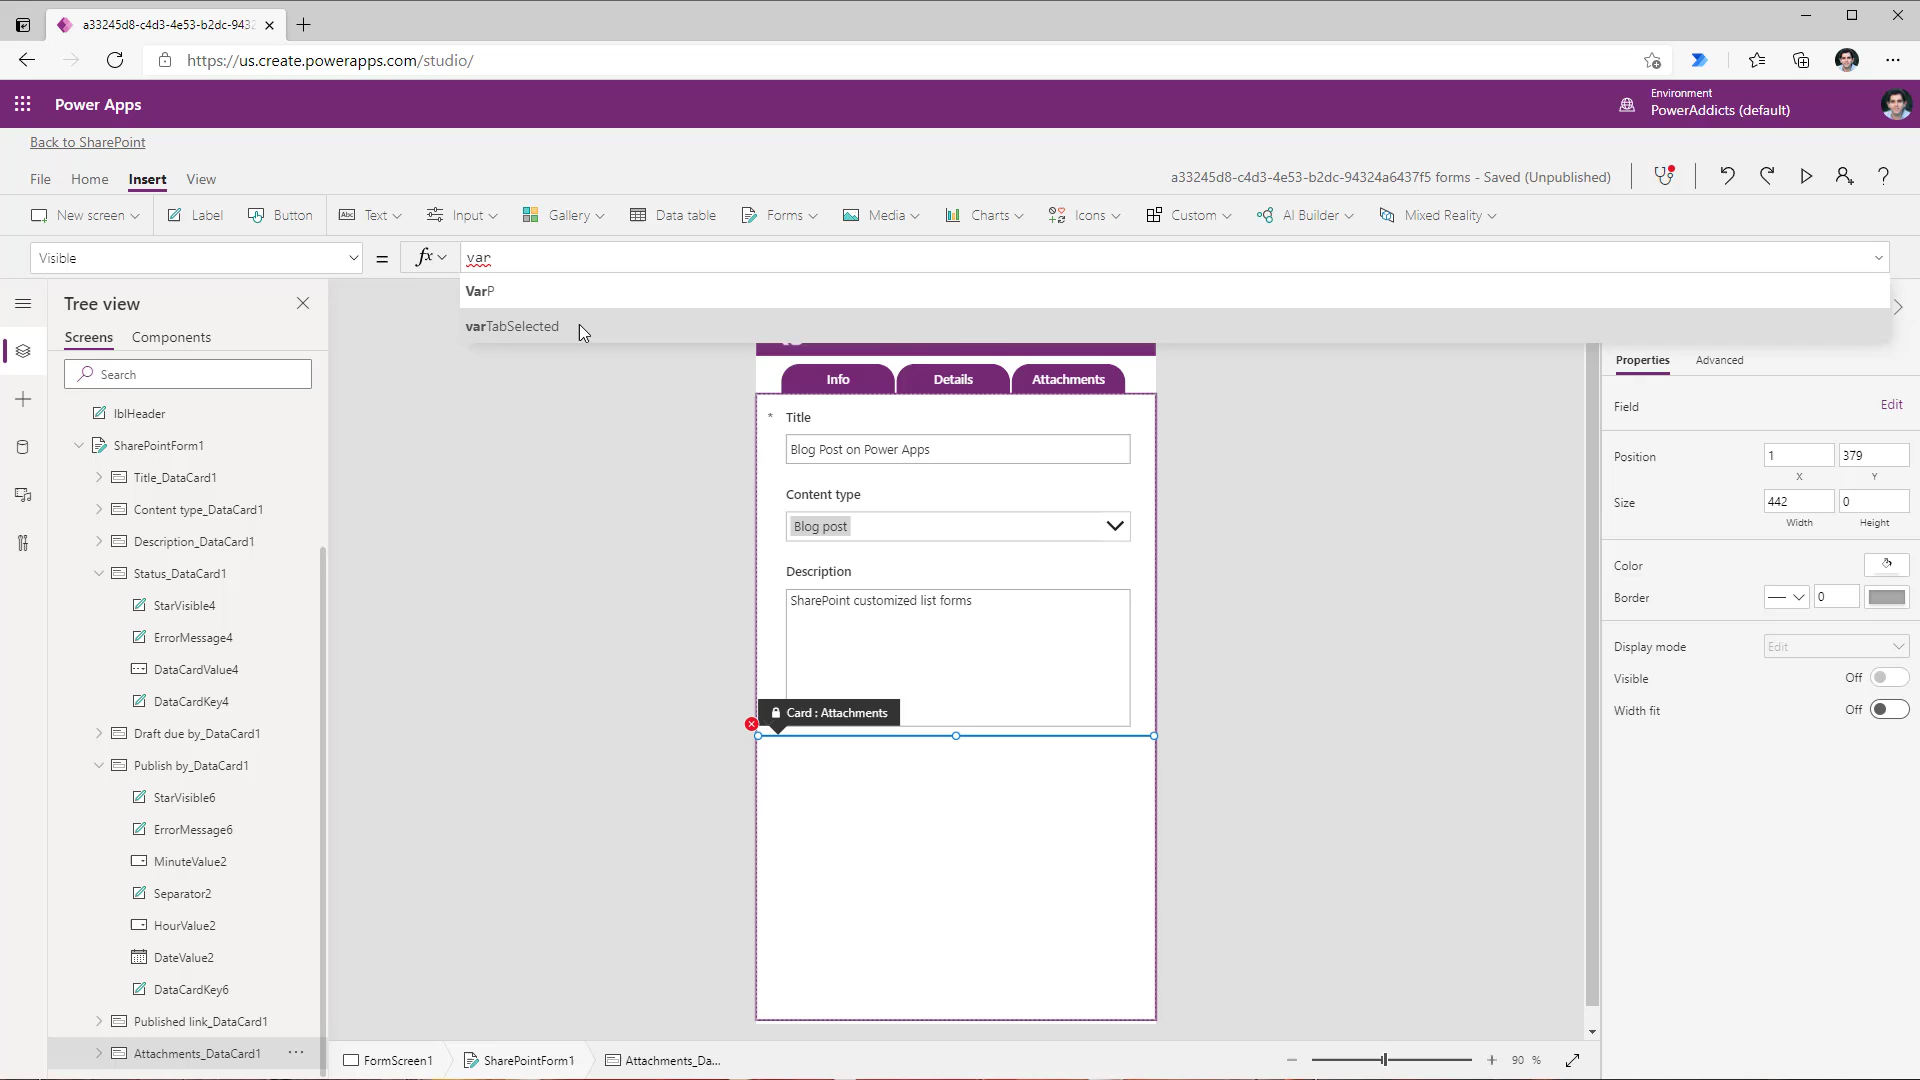 a33245d8-c4d3-4e53-b2dc-9432
https://us.create.powerapps.com/studio/
Power Apps
Environment
PowerAddicts (default)
Back to SharePoint
File Home Insert View
a33245d8-c4d3-4e53-b2dc-94324a6437f5 forms - Saved (Unpublished)
New screen Label Button Text Input Gallery Data table Forms Media Charts Icons Custom AI Builder Mixed Reality
Visible = fx var
VarP
varTabSelected
Tree view
Screens Components
Search
lblHeader
SharePointForm1
Title_DataCard1
Content type_DataCard1
Description_DataCard1
Status_DataCard1
StarVisible4
ErrorMessage4
DataCardValue4
DataCardKey4
Draft due by_DataCard1
Publish by_DataCard1
StarVisible6
ErrorMessage6
MinuteValue2
Separator2
HourValue2
DateValue2
DataCardKey6
Published link_DataCard1
Attachments_DataCard1 ...
Info Details Attachments
* Title
Blog Post on Power Apps
Content type
Blog post
Description
SharePoint customized list forms
Card : Attachments
Properties Advanced
Field Edit
Position 1 379
X Y
Size 442 0
Width Height
Color
Border 0
Display mode Edit
Visible Off
Width fit Off
FormScreen1 SharePointForm1 Attachments_Da... 90 %